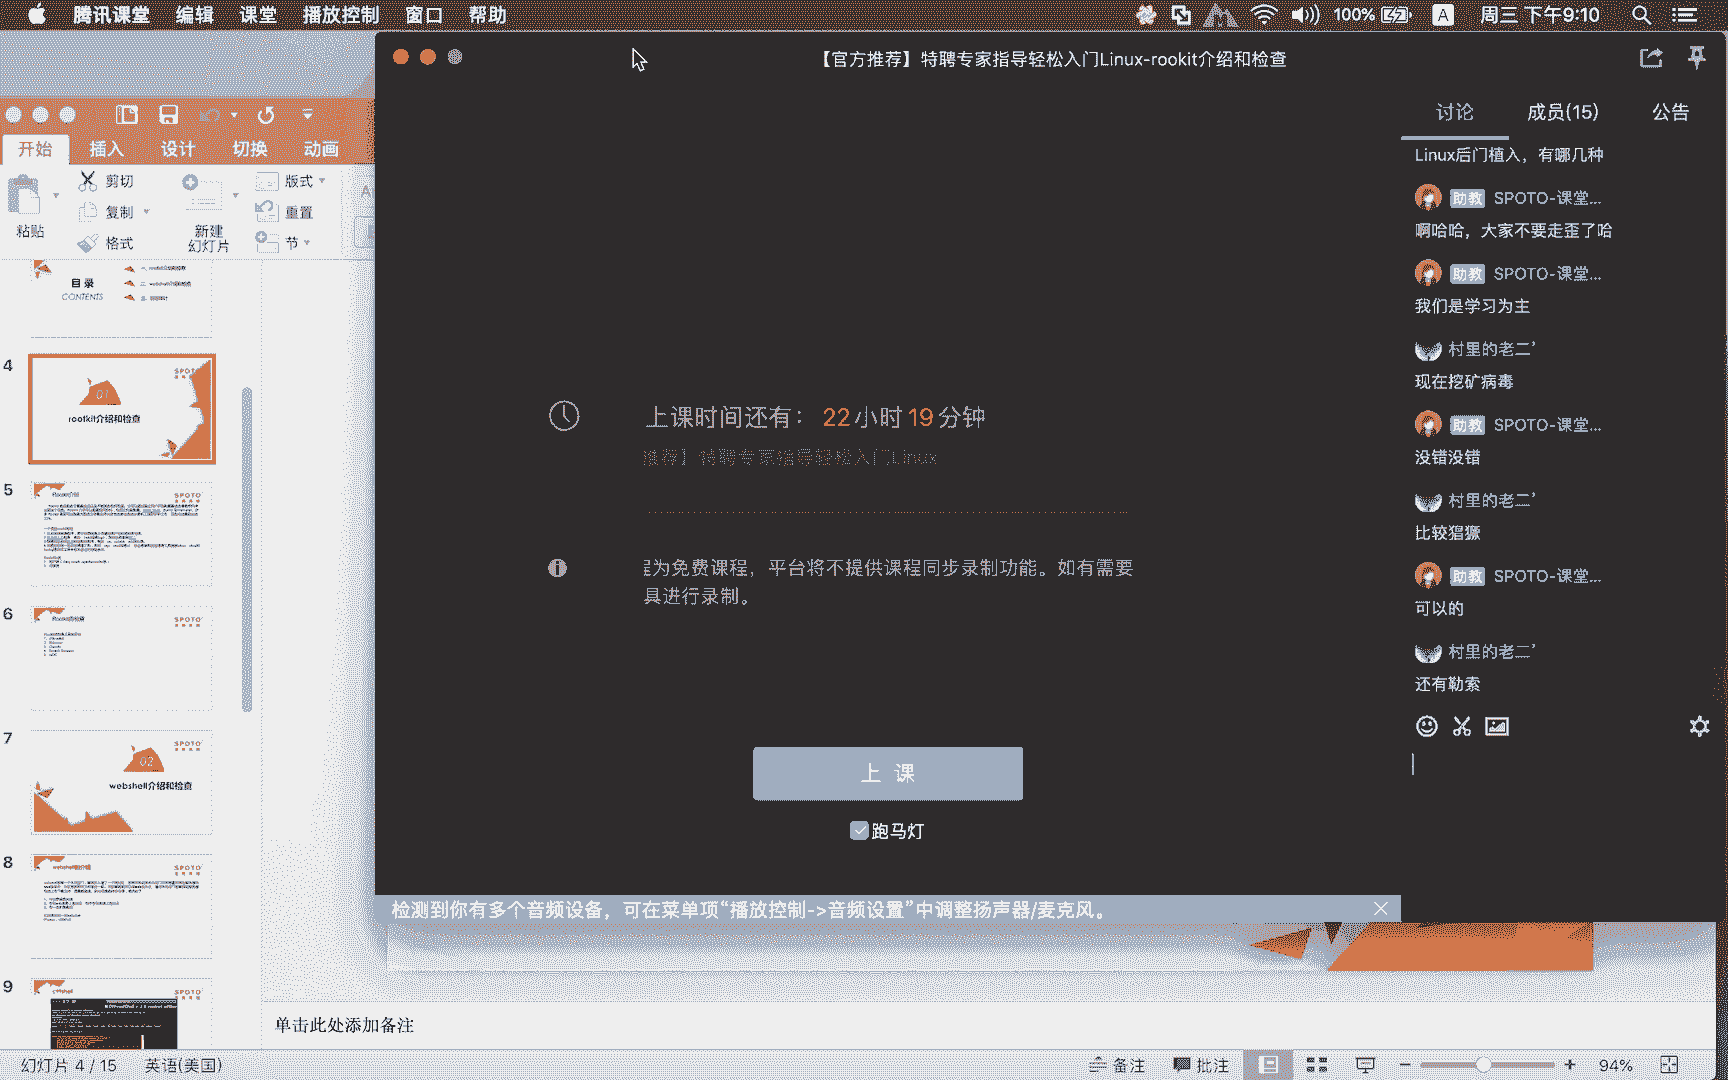 腾讯课堂 编辑 课堂 播放控制 窗口 帮助
100% A 周三 下午9:10
【官方推荐】特聘专家指导轻松入门Linux-rookit介绍和检查
开始 插入 设计 切换 动画
粘贴
剪切
复制
格式
新建
幻灯片
版式
重置
节
目录
CONTENTS
4
01
rootkit介绍和检查
SPOTO
5
SPOTO
6
SPOTO
7
02
webshell介绍和检查
SPOTO
8
SPOTO
9
SPOTO
上课时间还有： 22小时19分钟
推荐】特聘专家指导轻松入门Linux
程为免费课程，平台将不提供课程同步录制功能。如有需要
具进行录制。
上 课
跑马灯
检测到你有多个音频设备，可在菜单项“播放控制->音频设置”中调整扬声器/麦克风。
讨论 成员(15) 公告
Linux后门植入，有哪几种
助教 SPOTO-课堂...
啊哈哈，大家不要走歪了哈
助教 SPOTO-课堂...
我们是学习为主
村里的老二’
现在挖矿病毒
助教 SPOTO-课堂...
没错没错
村里的老二’
比较猖獗
助教 SPOTO-课堂...
可以的
村里的老二’
还有勒索
单击此处添加备注
幻灯片 4 / 15 英语(美国)
备注 批注 94%